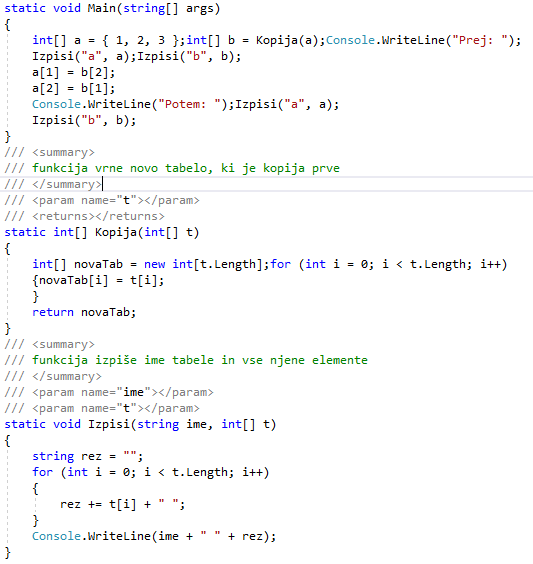 static void Main(string[] args)
{
    int[] a = { 1, 2, 3 };int[] b = Kopija(a);Console.WriteLine("Prej: ");
    Izpisi("a", a);Izpisi("b", b);
    a[1] = b[2];
    a[2] = b[1];
    Console.WriteLine("Potem: ");Izpisi("a", a);
    Izpisi("b", b);
}
/// <summary>
/// funkcija vrne novo tabelo, ki je kopija prve
/// </summary>
/// <param name="t"></param>
/// <returns></returns>
static int[] Kopija(int[] t)
{
    int[] novaTab = new int[t.Length];for (int i = 0; i < t.Length; i++)
    {novaTab[i] = t[i];
    }
    return novaTab;
}
/// <summary>
/// funkcija izpiše ime tabele in vse njene elemente
/// </summary>
/// <param name="ime"></param>
/// <param name="t"></param>
static void Izpisi(string ime, int[] t)
{
    string rez = "";
    for (int i = 0; i < t.Length; i++)
    {
        rez += t[i] + " ";
    }
    Console.WriteLine(ime + " " + rez);
}